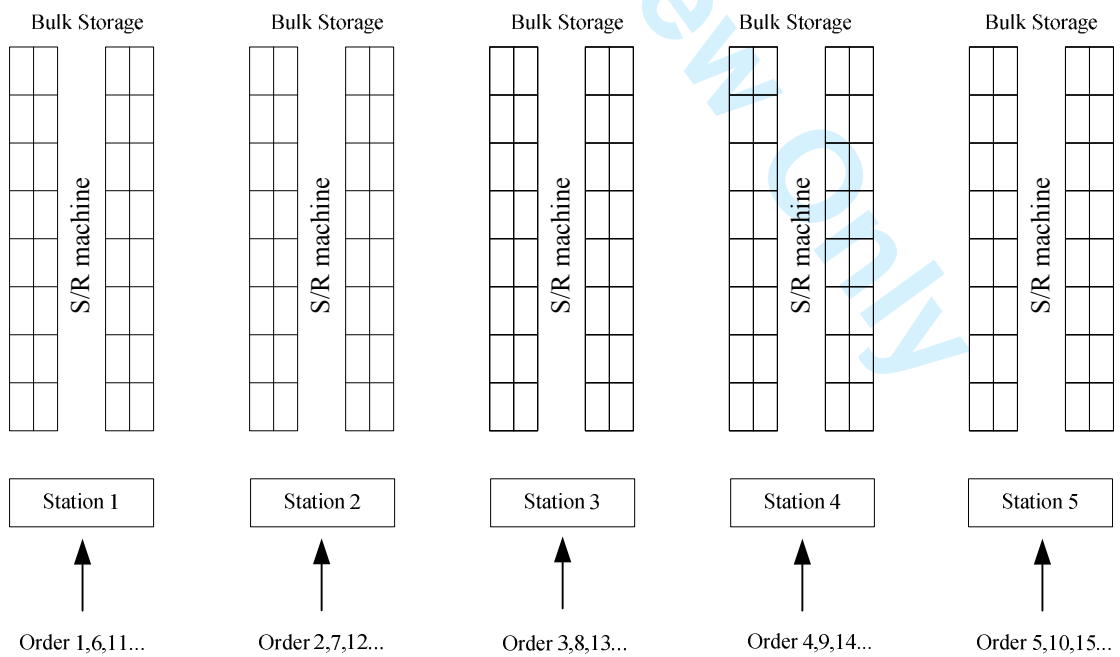 Bulk Storage
Bulk Storage
Bulk Storage
Bulk Storage
Bulk Storage
S/R machine
S/R machine
S/R machine
S/R machine
S/R machine
ew Only
Station 1
Station 2
Station 3
Station 4
Station 5
Order 1,6,11...
Order 2,7,12...
Order 3,8,13...
Order 4,9,14...
Order 5,10,15...